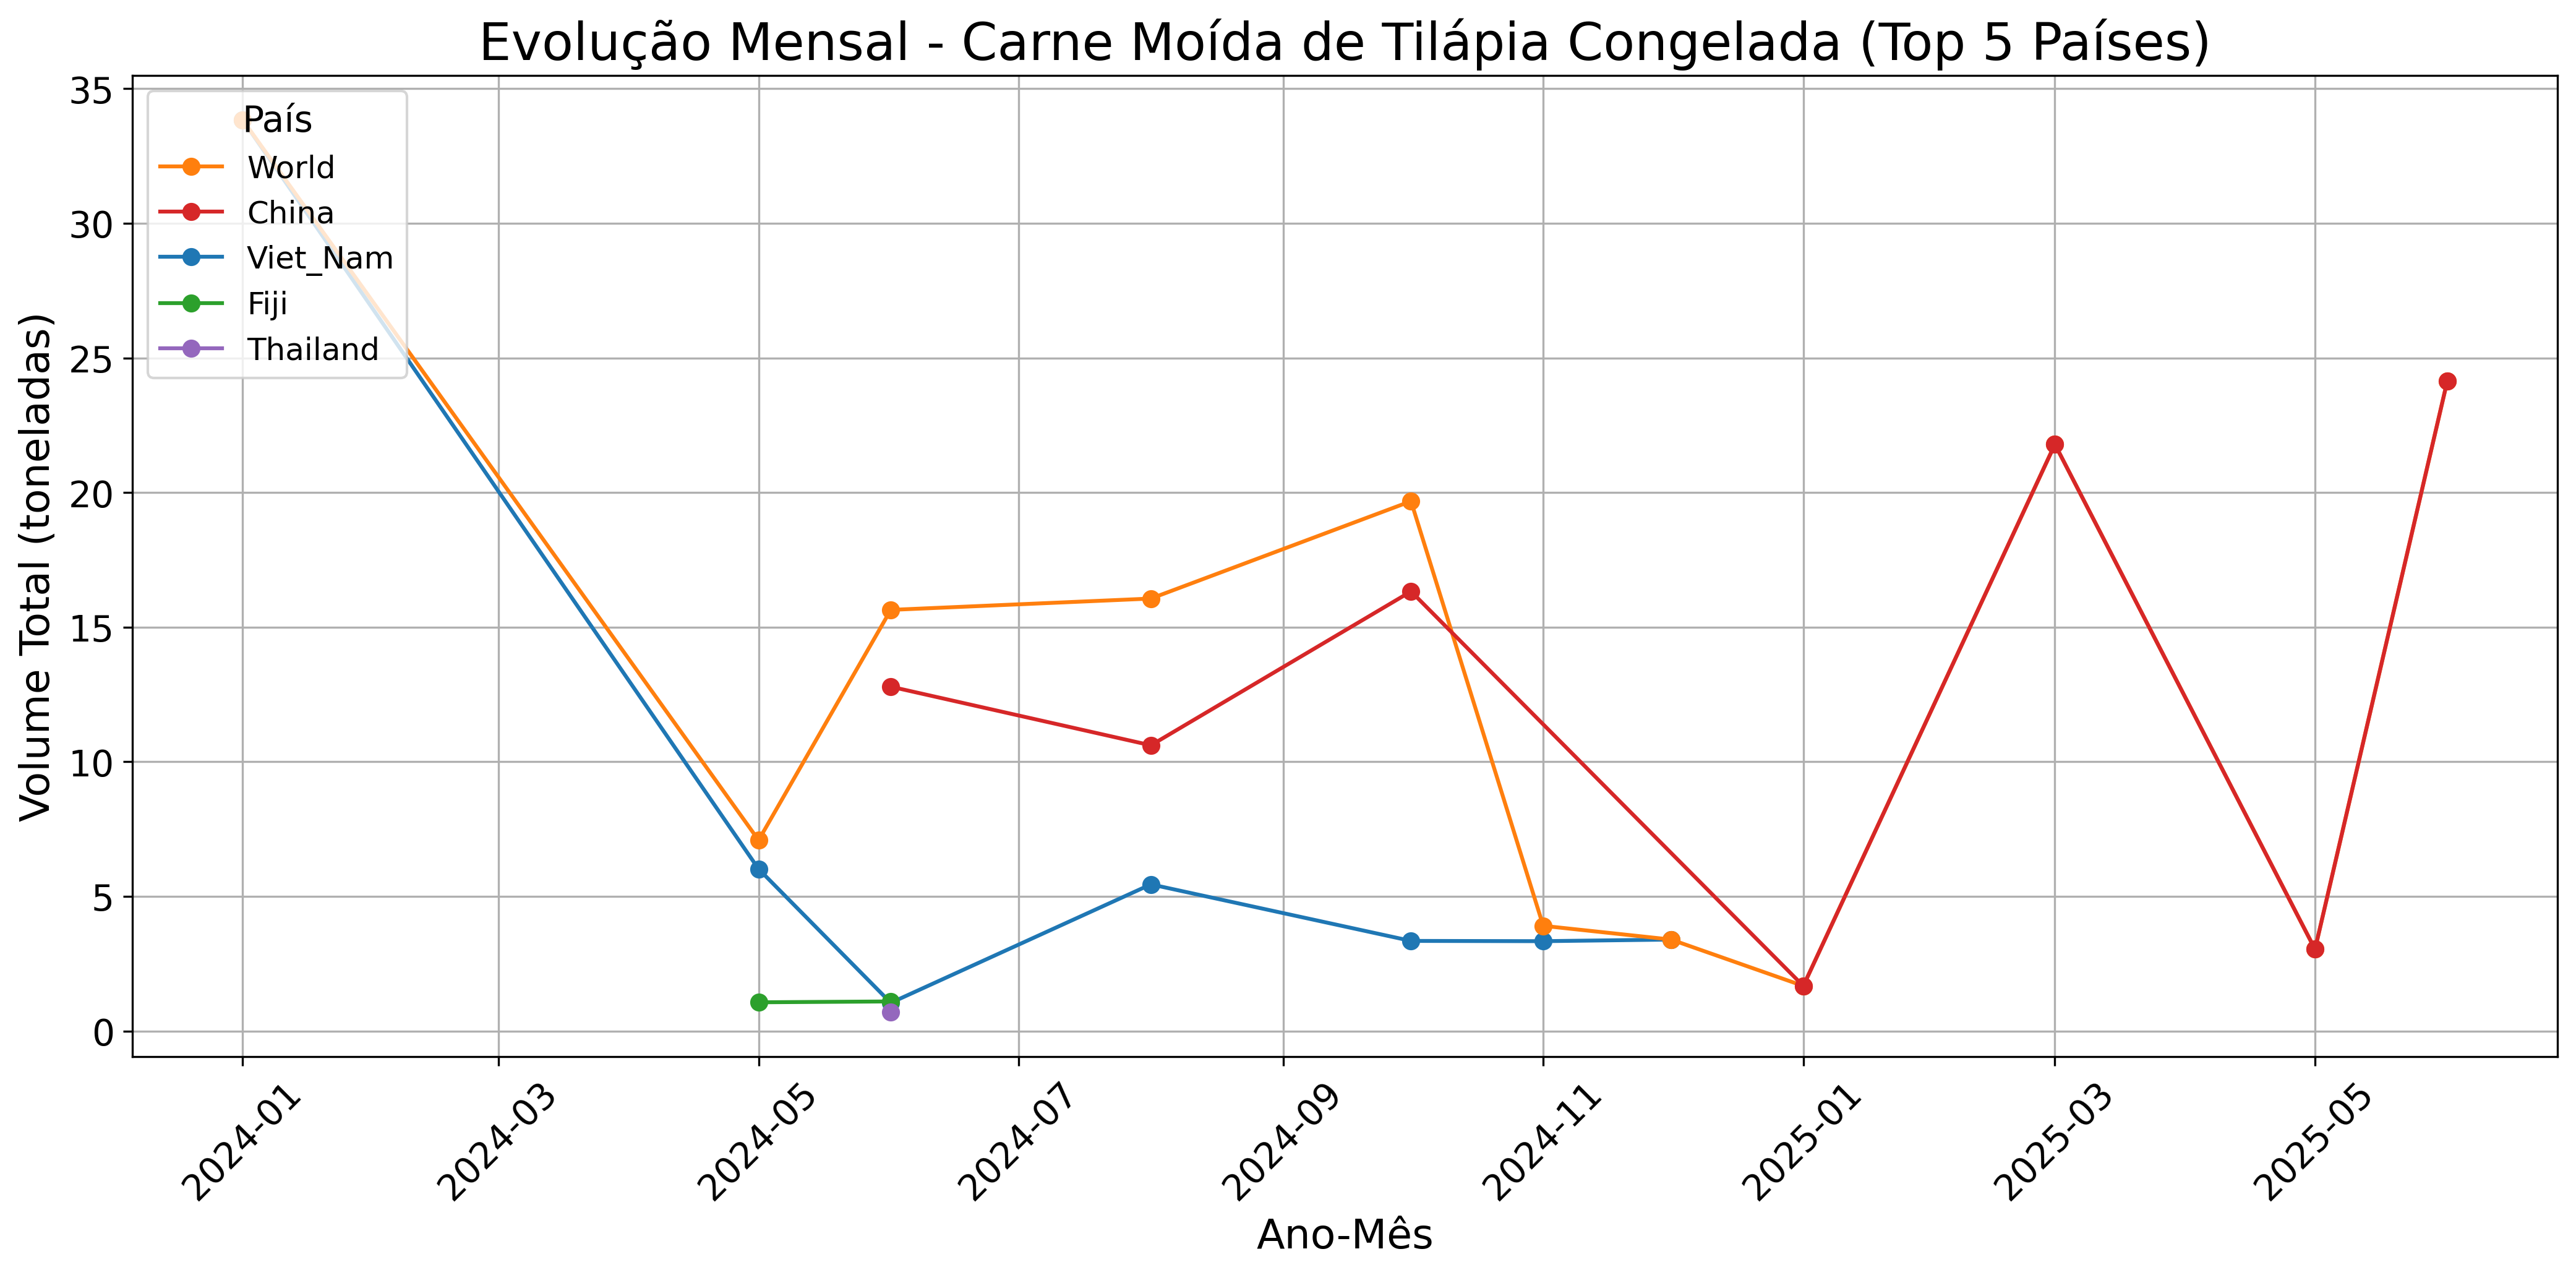 Evolução Mensal - Carne Moída de Tilápia Congelada (Top 5 Países)
35
30
25
20
15
10
5
0
Volume Total (toneladas)
País
World
China
Viet_Nam
Fiji
Thailand
2024-01
2024-03
2024-05
2024-07
2024-09
2024-11
2025-01
2025-03
2025-05
Ano-Mês